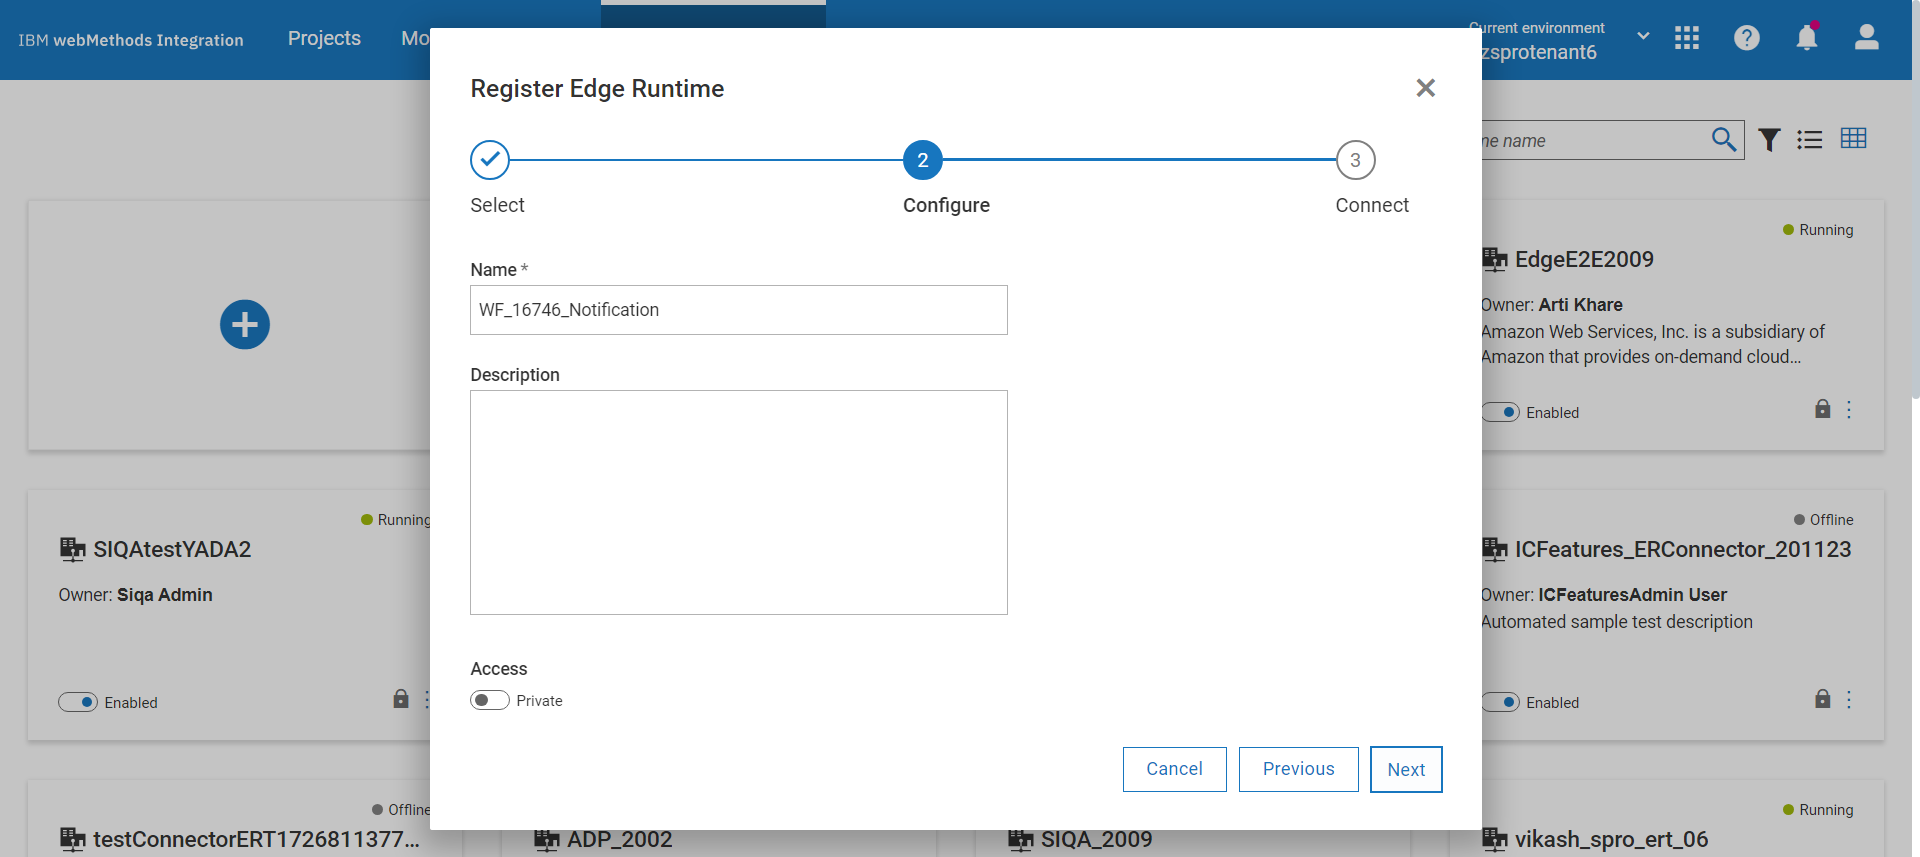 IBM webMethods Integration
Projects
Current environment
zsprotenant6
Register Edge Runtime
2
3
Select
Configure
Connect
Name *
WF_16746_Notification
Description
Access
Private
Cancel
Previous
Next
name
Running
EdgeE2E2009
Owner: Arti Khare
Amazon Web Services, Inc. is a subsidiary of
Amazon that provides on-demand cloud...
Enabled
Running
SIQAtestYADA2
Owner: Siqa Admin
Enabled
Offline
ICFeatures_ERConnector_201123
Owner: ICFeaturesAdmin User
Automated sample test description
Enabled
Offline
testConnectorERT1726811377...
ADP_2002
SIQA_2009
Running
vikash_spro_ert_06